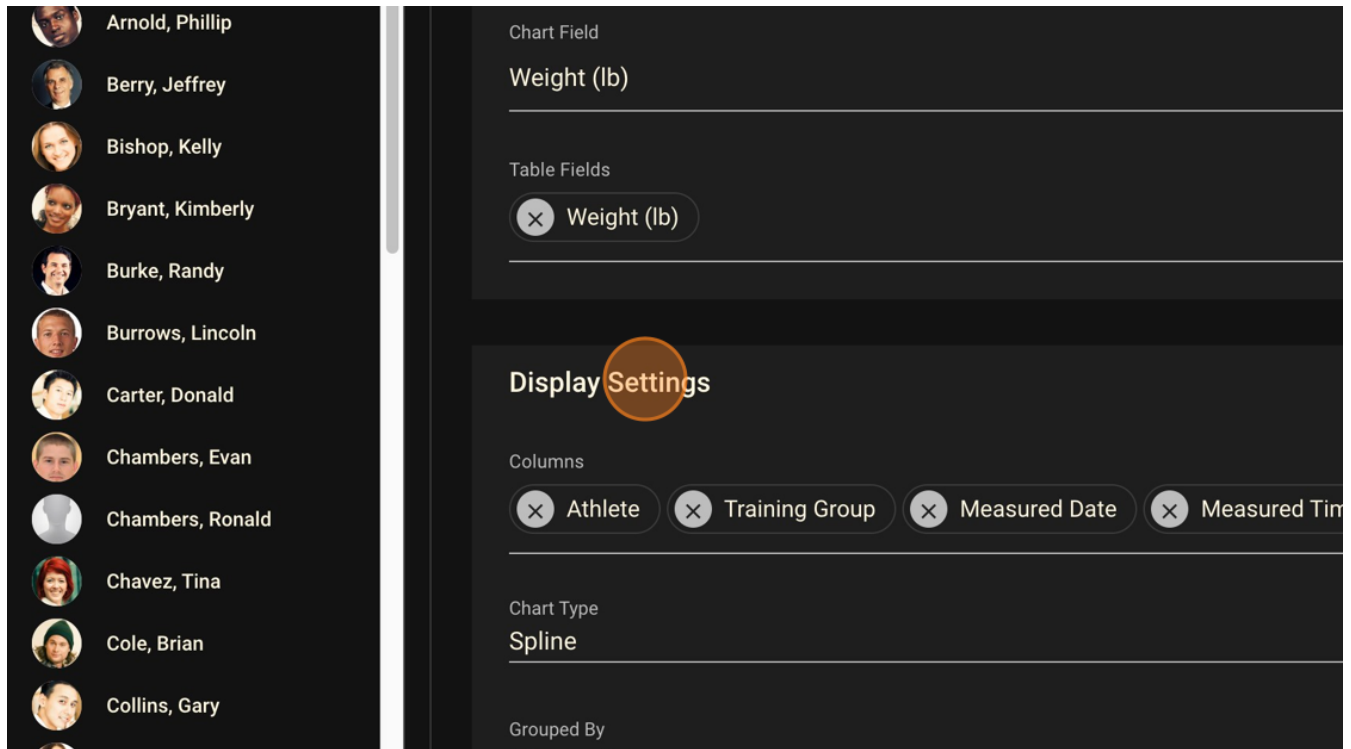 Arnold, Phillip
Berry, Jeffrey
Bishop, Kelly
Bryant, Kimberly
Burke, Randy
Burrows, Lincoln
Carter, Donald
Chambers, Evan
Chambers, Ronald
Chavez, Tina
Cole, Brian
Collins, Gary
Chart Field
Weight (lb)
Table Fields
Weight (lb)
Display Settings
Columns
Athlete Training Group Measured Date Measured Tim
Chart Type
Spline
Grouped By